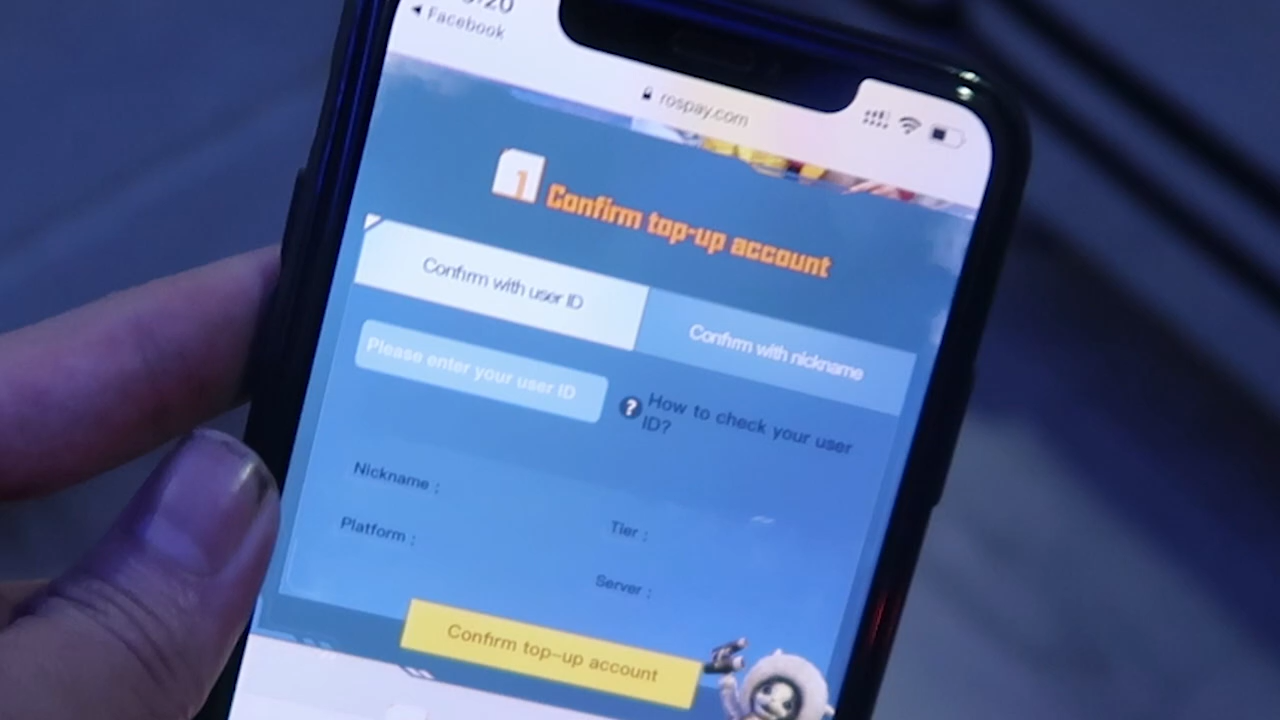 Facebook
rospay.com
1
Confirm top-up account
Confirm with user ID
Confirm with nickname
Please enter your user ID
? How to check your user
ID?
Nickname :
Tier :
Platform :
Server :
Confirm top-up account